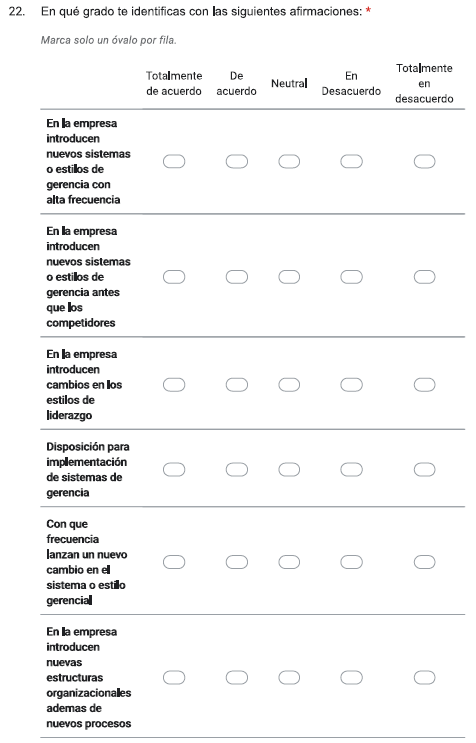 22. En qué grado te identificas con las siguientes afirmaciones: *
Marca solo un óvalo por fila.
Totalmente de acuerdo
De acuerdo
Neutral
En Desacuerdo
Totalmente en desacuerdo
En la empresa
introducen
nuevos sistemas
o estilos de
gerencia con
alta frecuencia
En la empresa
introducen
nuevos sistemas
o estilos de
gerencia antes
que los
competidores
En la empresa
introducen
cambios en los
estilos de
liderazgo
Disposición para
implementación
de sistemas de
gerencia
Con que
frecuencia
lanzan un nuevo
cambio en el
sistema o estilo
gerencial
En la empresa
introducen
nuevas
estructuras
organizacionales
ademas de
nuevos procesos